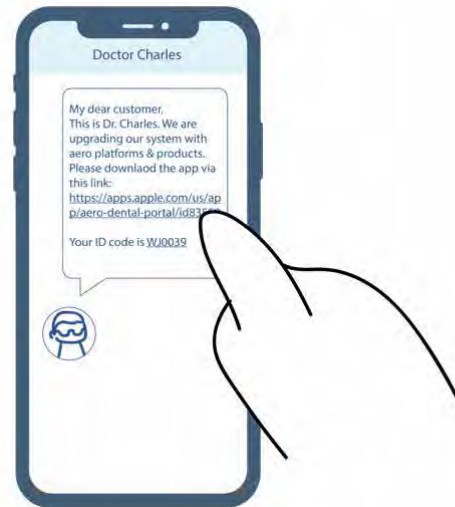 Doctor Charles
My dear customer,
This is Dr. Charles. We are
upgrading our system with
aero platforms & products.
Please downlaod the app via
this link:
https://apps.apple.com/us/ap
p/aero-dental-portal/id83
Your ID code is WJ0039